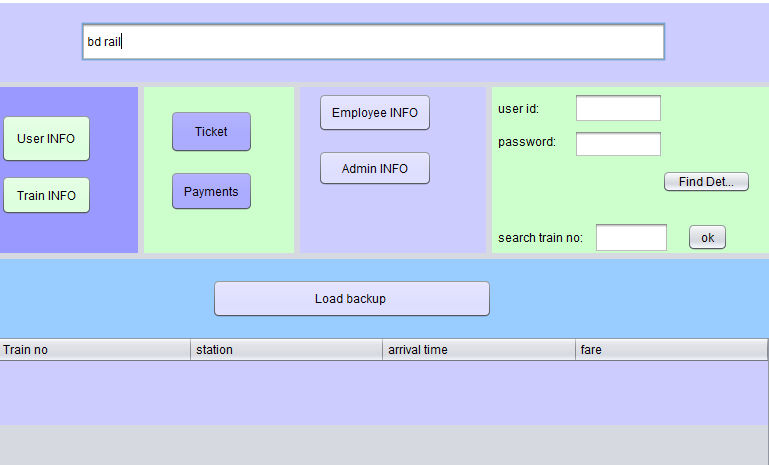 bd rail
User INFO
Train INFO
Ticket
Payments
Employee INFO
Admin INFO
user id:
password:
Find Det...
search train no:
ok
Load backup
Train no
station
arrival time
fare